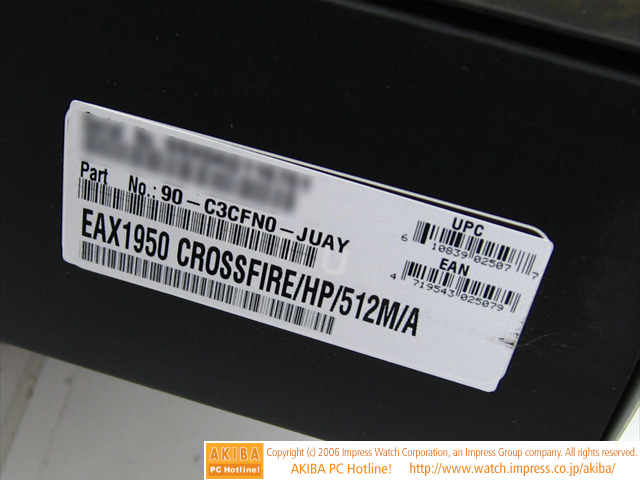 Part No.: 90-C3CFN0-JUAY
EAX1950 CROSSFIRE/HP/512M/A
UPC
6 10839 02507 7
EAN
4 719543 025079
AKIBA
PC Hotline!
Copyright (c) 2006 Impress Watch Corporation, an Impress Group company. All rights reserved.
AKIBA PC Hotline! http://www.watch.impress.co.jp/akiba/